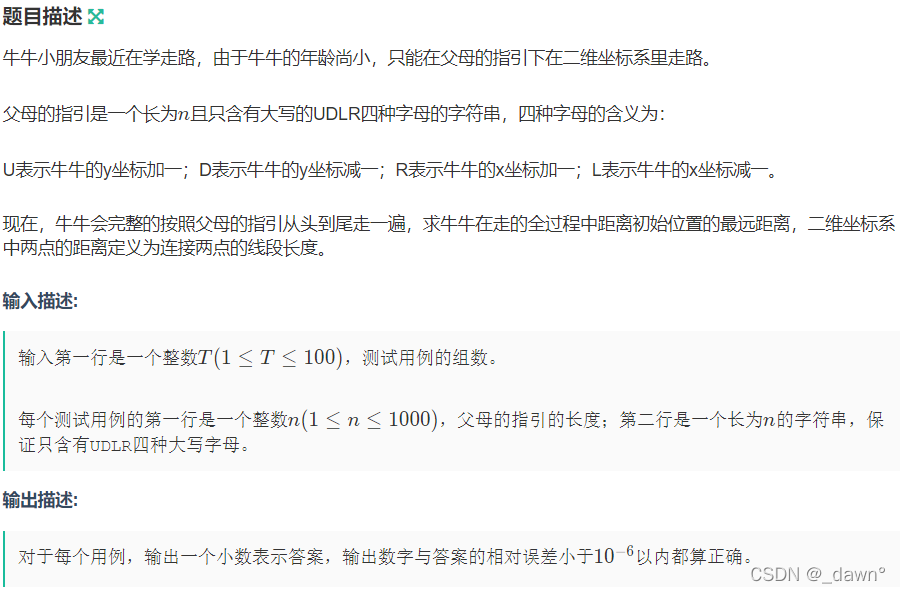 题目描述
牛牛小朋友最近在学走路，由于牛牛的年龄尚小，只能在父母的指引下在二维坐标系里走路。
父母的指引是一个长为n且只含有大写的UDLR四种字母的字符串，四种字母的含义为：
U表示牛牛的y坐标加一；D表示牛牛的y坐标减一；R表示牛牛的x坐标加一；L表示牛牛的x坐标减一。
现在，牛牛会完整的按照父母的指引从头到尾走一遍，求牛牛在走的全过程中距离初始位置的最远距离，二维坐标系
中两点的距离定义为连接两点的线段长度。
输入描述:
输入第一行是一个整数T(1 ≤ T ≤ 100)，测试用例的组数。
每个测试用例的第一行是一个整数n(1 ≤ n ≤ 1000)，父母的指引的长度；第二行是一个长为n的字符串，保
证只含有UDLR四种大写字母。
输出描述:
对于每个用例，输出一个小数表示答案，输出数字与答案的相对误差小于10⁻⁶以内都算正确。
CSDN @_dawn°